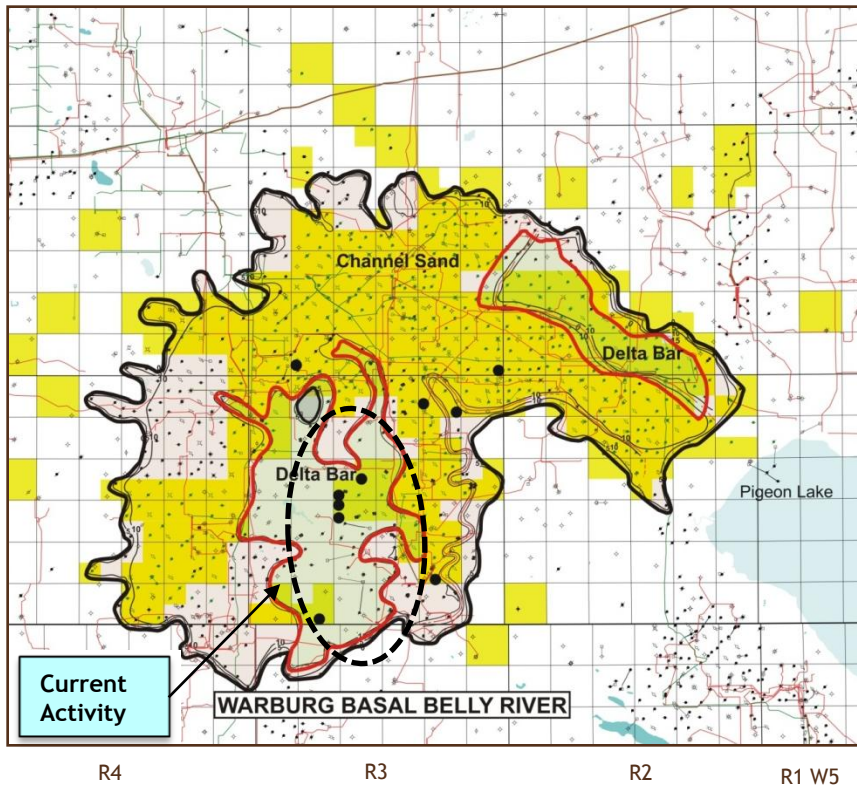 Channel Sand
Delta Bar
Delta Bar
Pigeon Lake
Current
Activity
WARBURG BASAL BELLY RIVER
R4
R3
R2
R1 W5